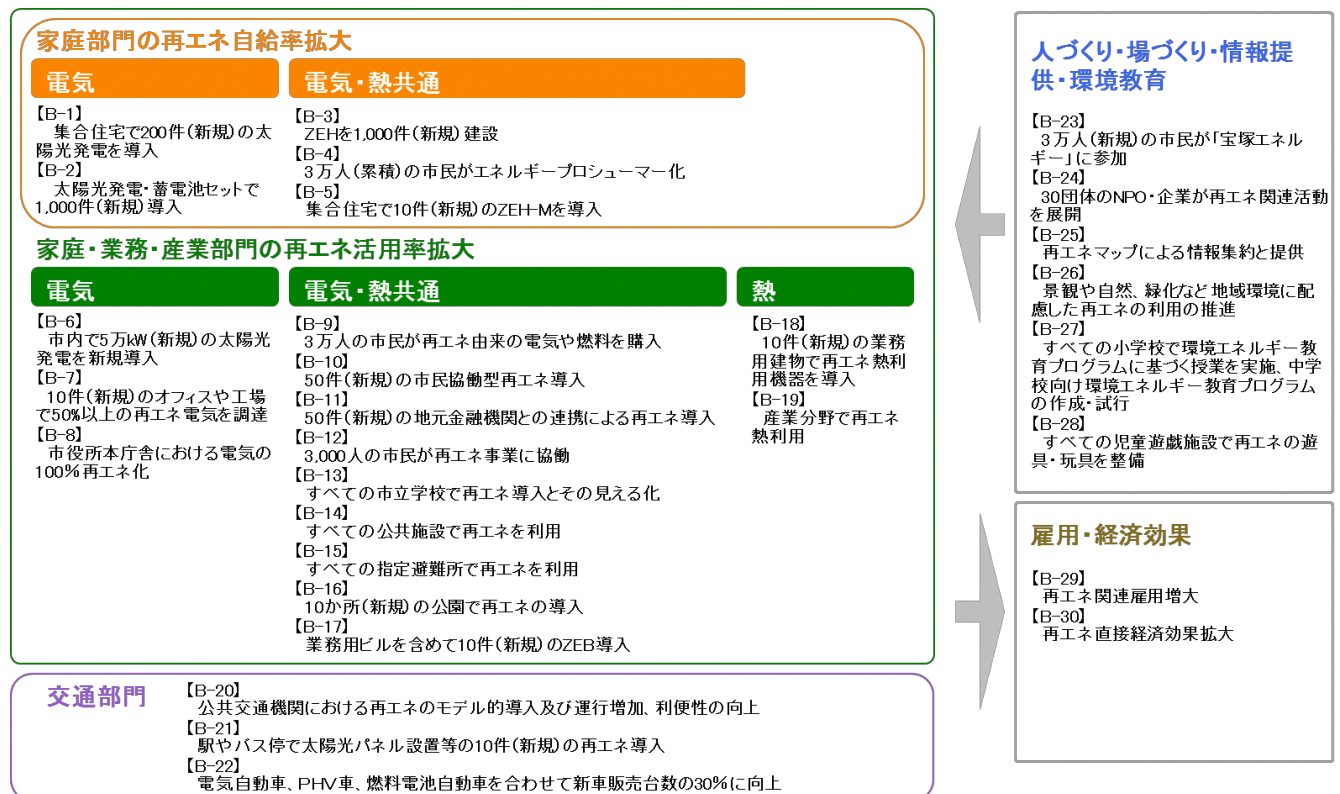 家庭部門の再エネ自給率拡大
電気
【B-1】
集合住宅で200件(新規)の太
陽光発電を導入
【B-2】
太陽光発電・蓄電池セットで
1,000件(新規)導入
電気・熱共通
【B-3】
ZEHを1,000件(新規)建設
【B-4】
3万人(累積)の市民がエネルギープロシューマー化
【B-5】
集合住宅で10件(新規)のZEH-Mを導入
家庭・業務・産業部門の再エネ活用率拡大
電気
【B-6】
市内で5万kW(新規)の太陽光
発電を新規導入
【B-7】
10件(新規)のオフィスや工場
で50%以上の再エネ電気を調達
【B-8】
市役所本庁舎における電気の
100%再エネ化
電気・熱共通
【B-9】
3万人の市民が再エネ由来の電気や燃料を購入
【B-10】
50件(新規)の市民協働型再エネ導入
【B-11】
50件(新規)の地元金融機関との連携による再エネ導入
【B-12】
3,000人の市民が再エネ事業に協働
【B-13】
すべての市立学校で再エネ導入とその見える化
【B-14】
すべての公共施設で再エネを利用
【B-15】
すべての指定避難所で再エネを利用
【B-16】
10か所(新規)の公園で再エネの導入
【B-17】
業務用ビルを含めて10件(新規)のZEB導入
熱
【B-18】
10件(新規)の業務
用建物で再エネ熱利
用機器を導入
【B-19】
産業分野で再エネ
熱利用
交通部門
【B-20】
公共交通機関における再エネのモデル的導入及び運行増加、利便性の向上
【B-21】
駅やバス停で太陽光パネル設置等の10件(新規)の再エネ導入
【B-22】
電気自動車、PHV車、燃料電池自動車を合わせて新車販売台数の30%に向上
人づくり・場づくり・情報提
供・環境教育
【B-23】
3万人(新規)の市民が「宝塚エネル
ギー」に参加
【B-24】
30団体のNPO・企業が再エネ関連活動
を展開
【B-25】
再エネマップによる情報集約と提供
【B-26】
景観や自然、緑化など地域環境に配
慮した再エネの利用の推進
【B-27】
すべての小学校で環境エネルギー教
育プログラムに基づく授業を実施、中学
校向け環境エネルギー教育プログラム
の作成・試行
【B-28】
すべての児童遊戯施設で再エネの遊
具・玩具を整備
雇用・経済効果
【B-29】
再エネ関連雇用増大
【B-30】
再エネ直接経済効果拡大